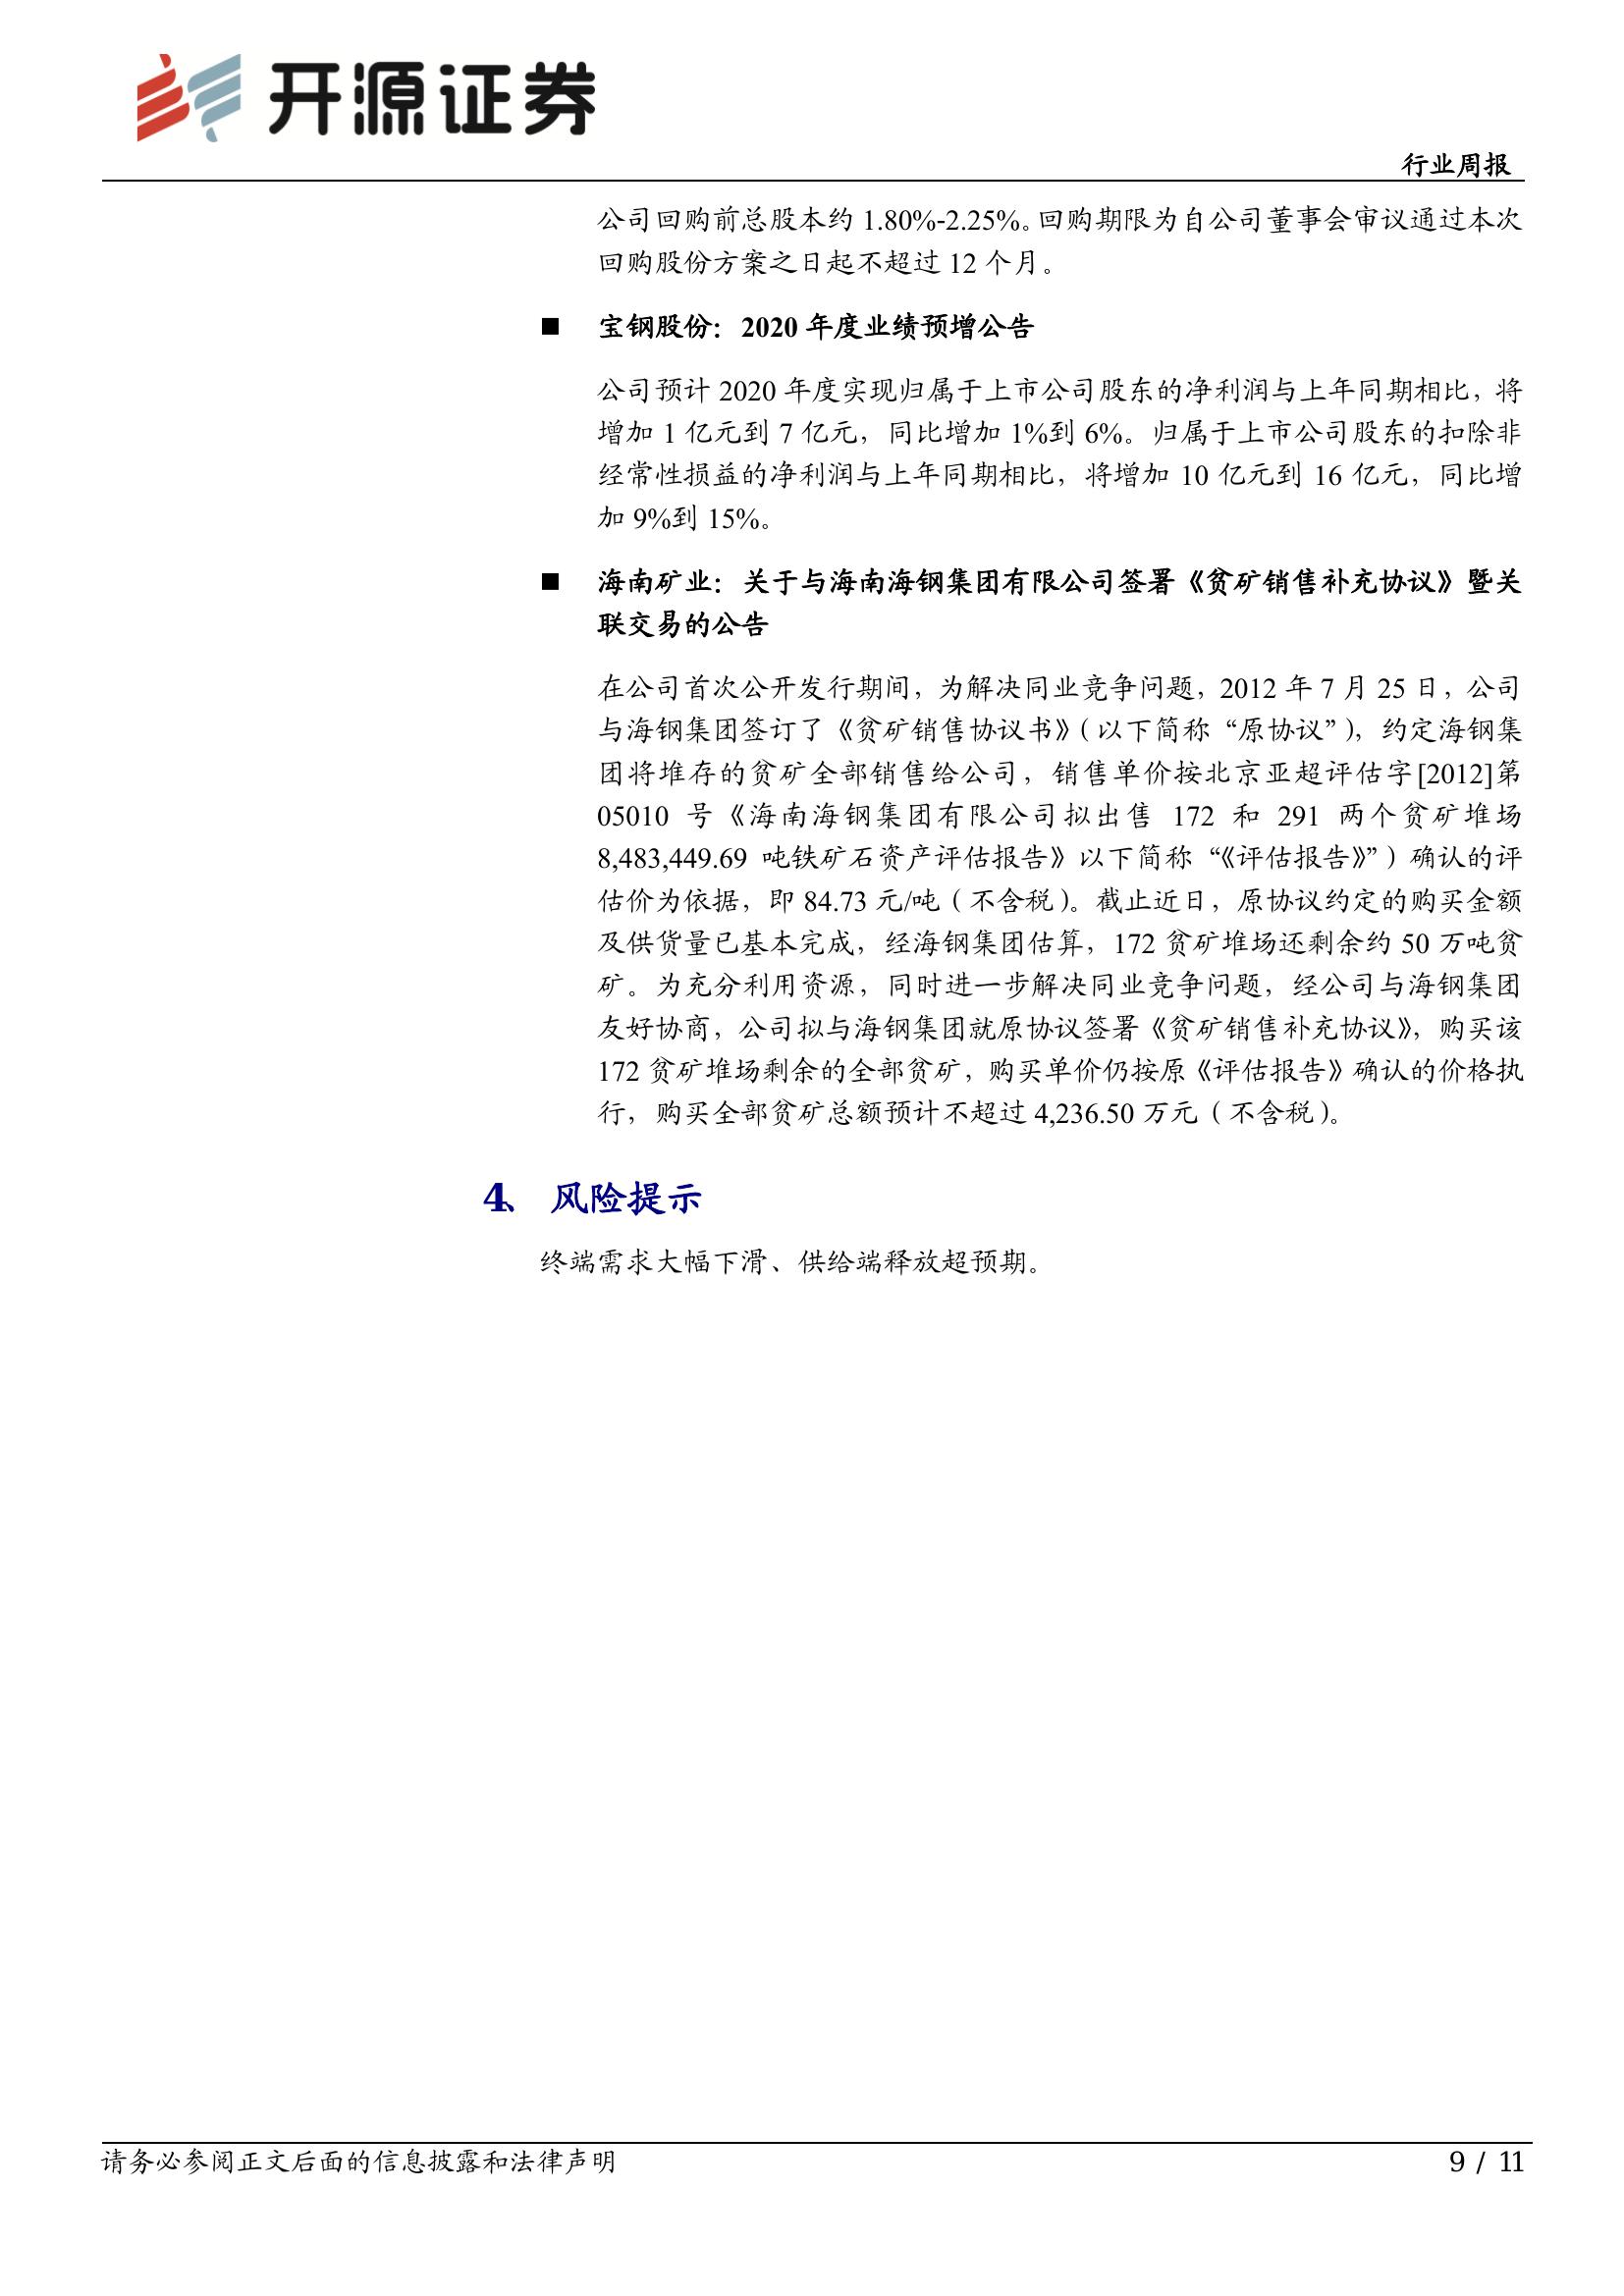 开源证券
行业周报
公司回购前总股本约 1.80%-2.25%。回购期限为自公司董事会审议通过本次
回购股份方案之日起不超过 12 个月。
■ 宝钢股份：2020 年度业绩预增公告
公司预计 2020 年度实现归属于上市公司股东的净利润与上年同期相比，将
增加 1 亿元到 7 亿元，同比增加 1%到 6%。归属于上市公司股东的扣除非
经常性损益的净利润与上年同期相比，将增加 10 亿元到 16 亿元，同比增
加 9%到 15%。
■ 海南矿业：关于与海南海钢集团有限公司签署《贫矿销售补充协议》暨关
联交易的公告
在公司首次公开发行期间，为解决同业竞争问题，2012 年 7 月 25 日，公司
与海钢集团签订了《贫矿销售协议书》（以下简称“原协议”），约定海钢集
团将堆存的贫矿全部销售给公司，销售单价按北京亚超评估字[2012]第
05010 号《海南海钢集团有限公司拟出售 172 和 291 两个贫矿堆场
8,483,449.69 吨铁矿石资产评估报告》以下简称“《评估报告》”）确认的评
估价为依据，即 84.73 元/吨（不含税）。截止近日，原协议约定的购买金额
及供货量已基本完成，经海钢集团估算，172 贫矿堆场还剩余约 50 万吨贫
矿。为充分利用资源，同时进一步解决同业竞争问题，经公司与海钢集团
友好协商，公司拟与海钢集团就原协议签署《贫矿销售补充协议》，购买该
172 贫矿堆场剩余的全部贫矿，购买单价仍按原《评估报告》确认的价格执
行，购买全部贫矿总额预计不超过 4,236.50 万元（不含税）。
4、 风险提示
终端需求大幅下滑、供给端释放超预期。
请务必参阅正文后面的信息披露和法律声明
9 / 11